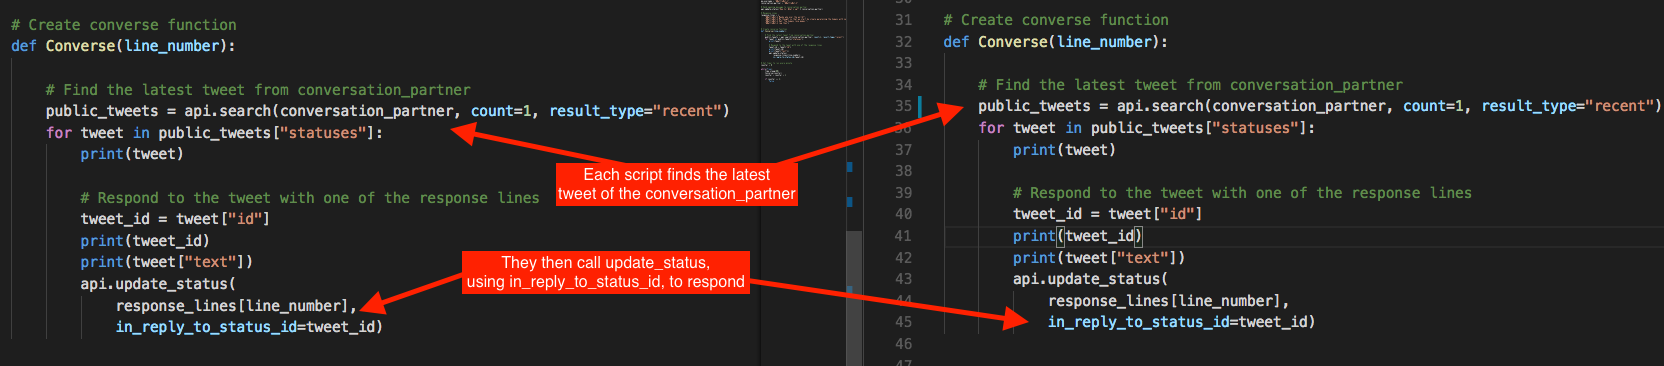 # Create converse function
def Converse(line_number):
# Find the latest tweet from conversation_partner
public_tweets = api.search(conversation_partner, count=1, result_type="recent")
for tweet in public_tweets["statuses"]:
print(tweet)
# Respond to the tweet with one of the response lines
tweet_id = tweet["id"]
print(tweet_id)
print(tweet["text"])
api.update_status(
response_lines[line_number],
in_reply_to_status_id=tweet_id)
Each script finds the latest
tweet of the conversation_partner
They then call update_status,
using in_reply_to_status_id, to respond
31 # Create converse function
32 def Converse(line_number):
33
34 # Find the latest tweet from conversation_partner
35 public_tweets = api.search(conversation_partner, count=1, result_type="recent")
36 for tweet in public_tweets["statuses"]:
37 print(tweet)
38
39 # Respond to the tweet with one of the response lines
40 tweet_id = tweet["id"]
41 print(tweet_id)
42 print(tweet["text"])
43 api.update_status(
44 response_lines[line_number],
45 in_reply_to_status_id=tweet_id)
46